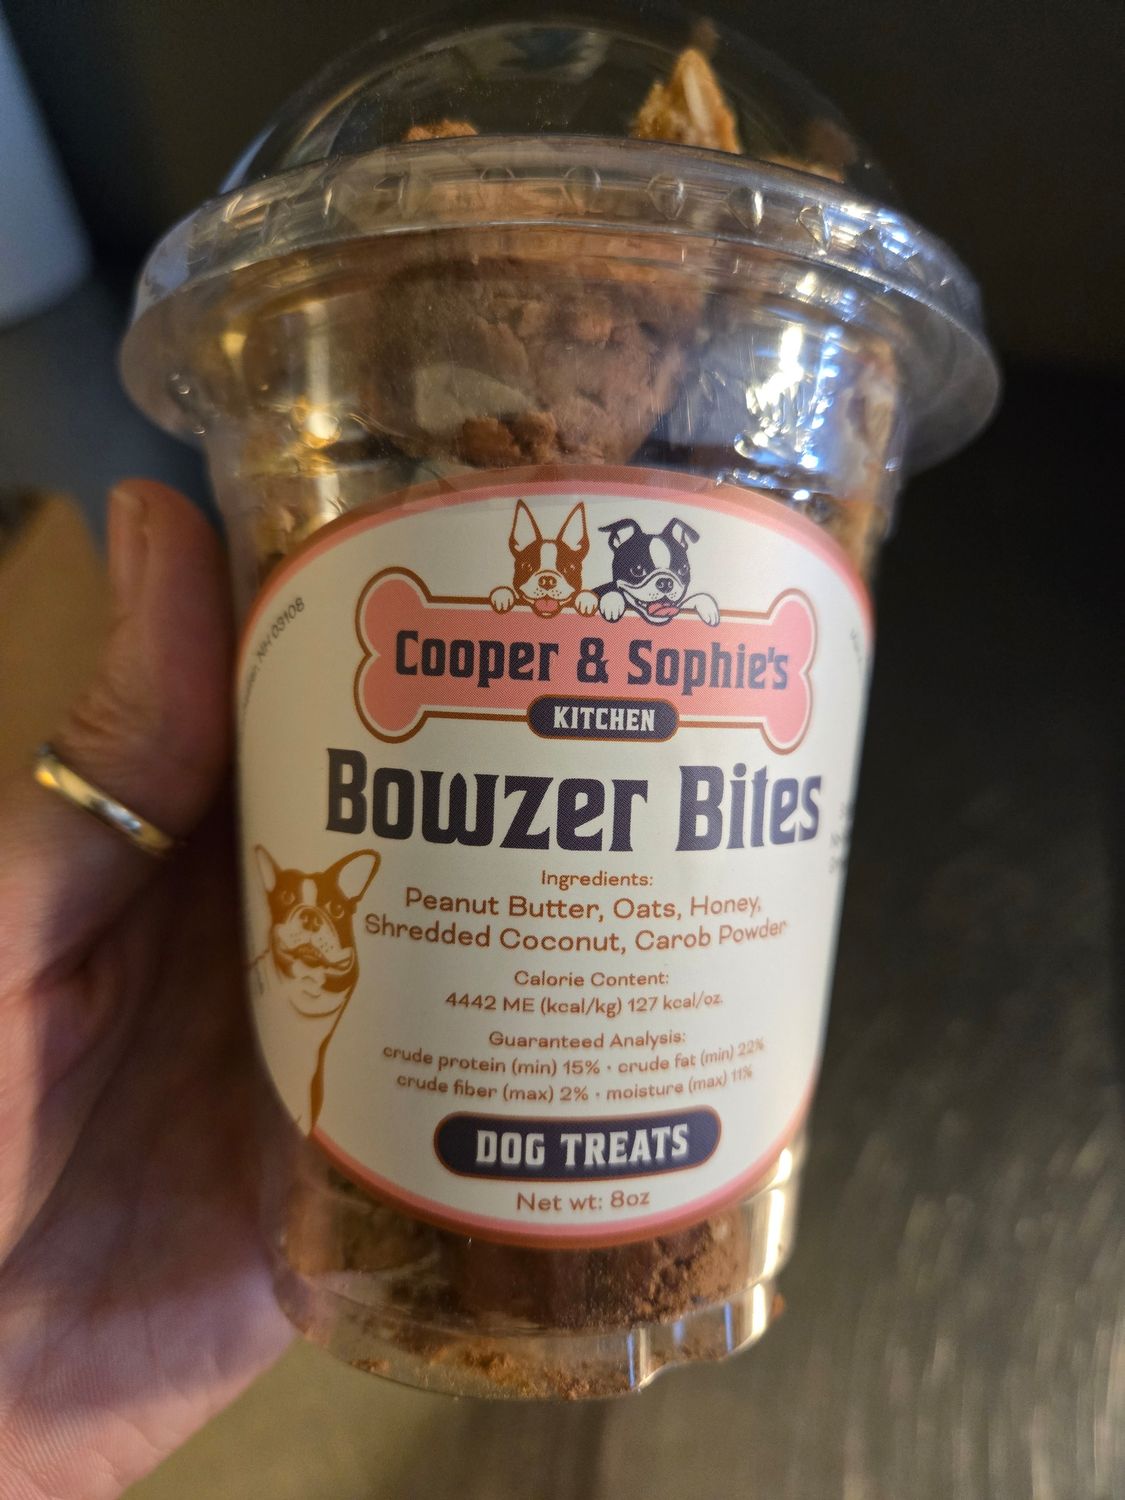 NH 03108
Cooper & Sophie's
KITCHEN
Bowzer Bites
Ingredients:
Peanut Butter, Oats, Honey,
Shredded Coconut, Carob Powder
Calorie Content:
4442 ME (kcal/kg) 127 kcal/oz.
Guaranteed Analysis:
crude protein (min) 15% • crude fat (min) 22%
crude fiber (max) 2% • moisture (max) 11%
DOG TREATS
Net wt: 8oz